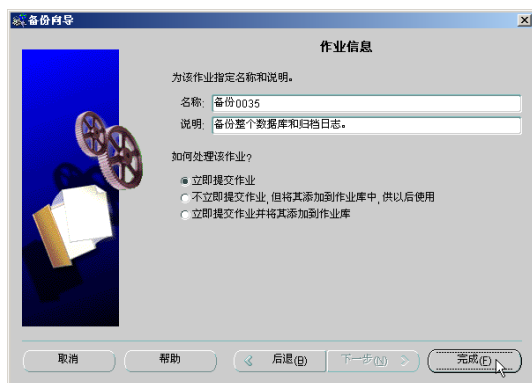 备份向导
作业信息
为该作业指定名称和说明。
名称: 备份0035
说明: 备份整个数据库和归档日志。
如何处理该作业?
立即提交作业
不立即提交作业, 但将其添加到作业库中, 供以后使用
立即提交作业并将其添加到作业库
取消 帮助 后退(B) 下一步(N) 完成(F)